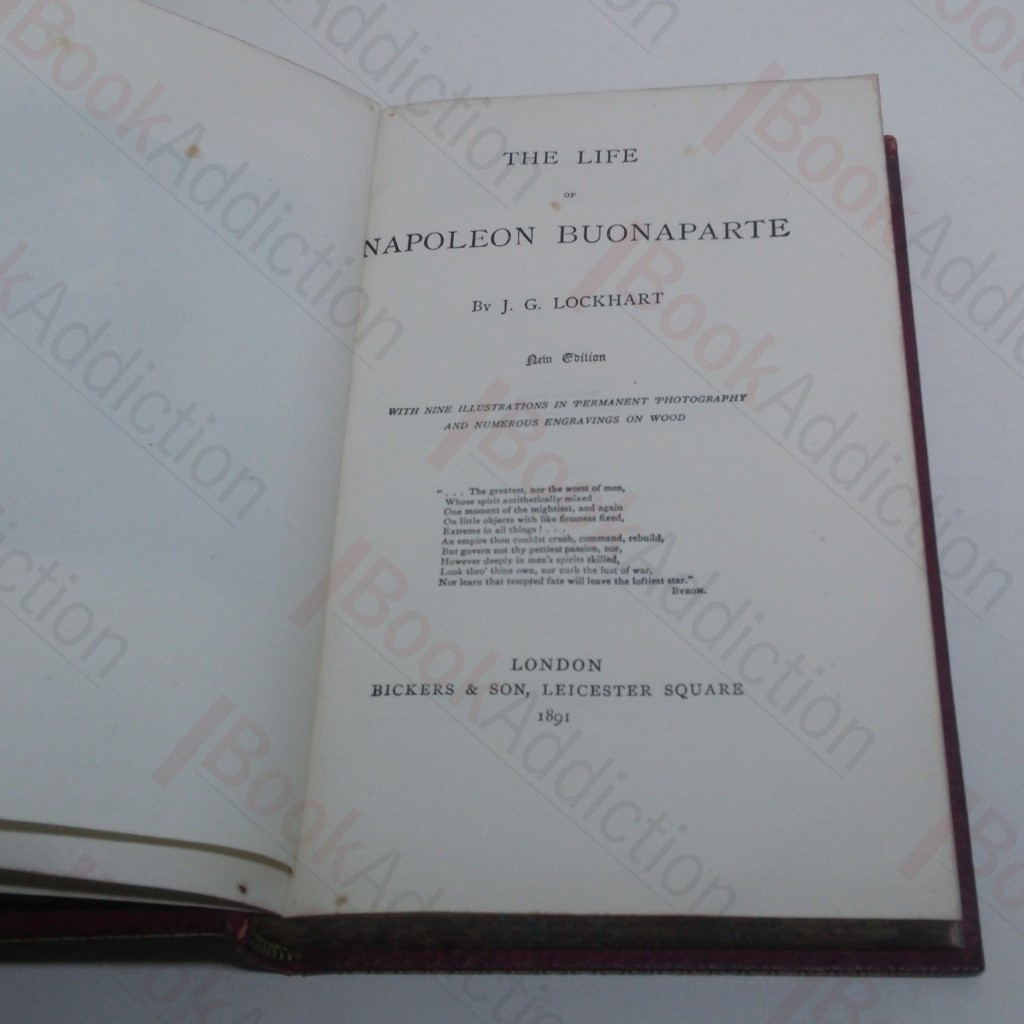 THE LIFE
OF
NAPOLEON BUONAPARTE
BY J. G. LOCKHART
New Edition
WITH NINE ILLUSTRATIONS IN PERMANENT PHOTOGRAPHY
AND NUMEROUS ENGRAVINGS ON WOOD
". . . The greatest, nor the worst of men,
Whose spirit antithetically mixed
One moment of the mightiest, and again
On little objects with like firmness fixed,
Extreme in all things ! . . .
An empire thou couldst crush, command, rebuild,
But govern not thy pettiest passion, nor,
However deeply in men's spirits skilled,
Look thro' thine own, nor curb the lust of war,
Nor learn that tempted fate will leave the loftiest star."
BYRON.
LONDON
BICKERS & SON, LEICESTER SQUARE
1891
BookAddiction